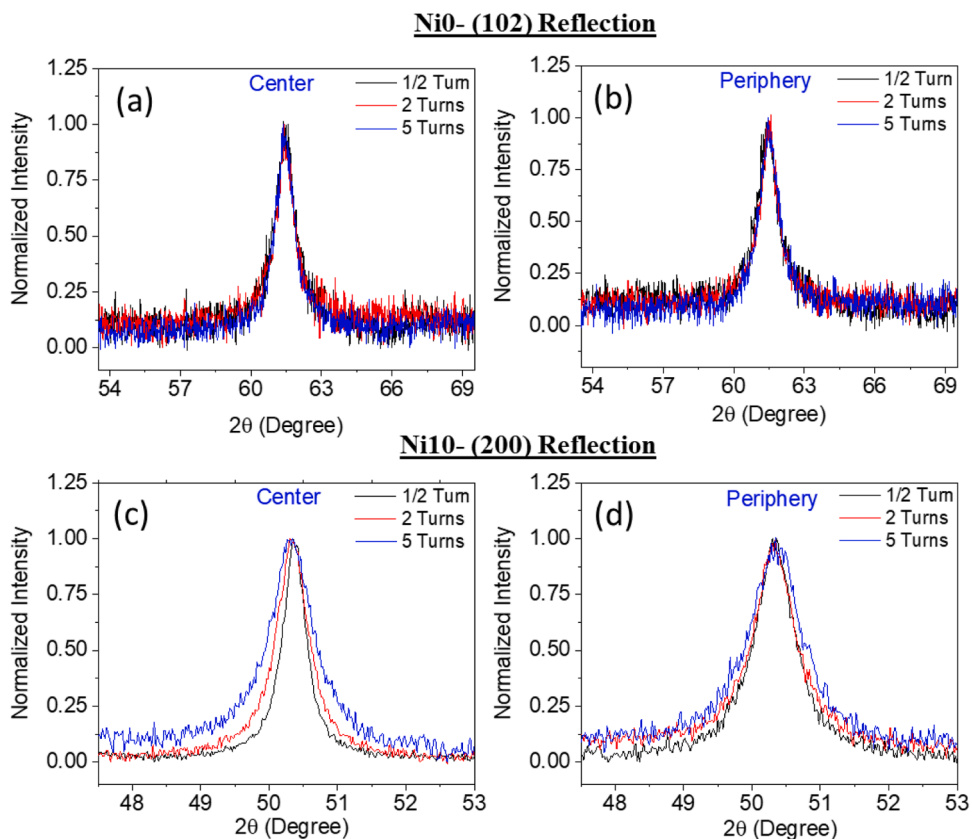 Ni0- (102) Reflection
(a)
Center
1/2 Turn
2 Turns
5 Turns
Normalized Intensity
1.25
1.00
0.75
0.50
0.25
0.00
54 57 60 63 66 69
2θ (Degree)
(b)
Periphery
1/2 Turn
2 Turns
5 Turns
Normalized Intensity
1.25
1.00
0.75
0.50
0.25
0.00
54 57 60 63 66 69
2θ (Degree)
Ni10- (200) Reflection
(c)
Center
1/2 Turn
2 Turns
5 Turns
Normalized Intensity
1.25
1.00
0.75
0.50
0.25
0.00
48 49 50 51 52 53
2θ (Degree)
(d)
Periphery
1/2 Turn
2 Turns
5 Turns
Normalized Intensity
1.25
1.00
0.75
0.50
0.25
0.00
48 49 50 51 52 53
2θ (Degree)